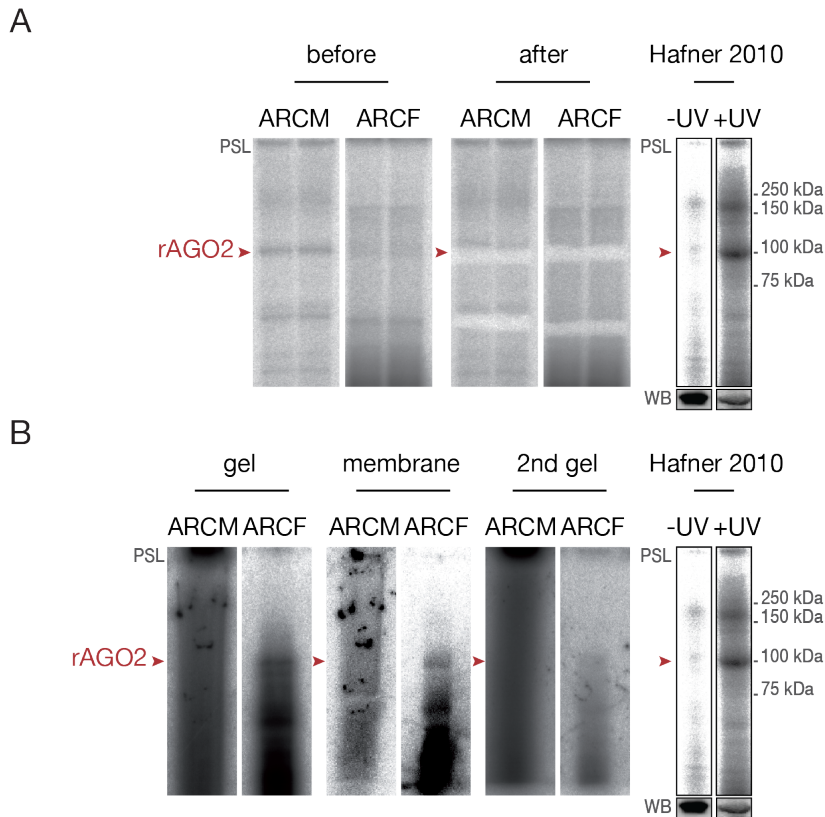 A
before after Hafner 2010
ARCM ARCF ARCM ARCF -UV +UV
PSL PSL
250 kDa
150 kDa
rAGO2 100 kDa
75 kDa
WB
B
gel membrane 2nd gel Hafner 2010
ARCM ARCF ARCM ARCF ARCM ARCF -UV +UV
PSL PSL
250 kDa
150 kDa
rAGO2 100 kDa
75 kDa
WB